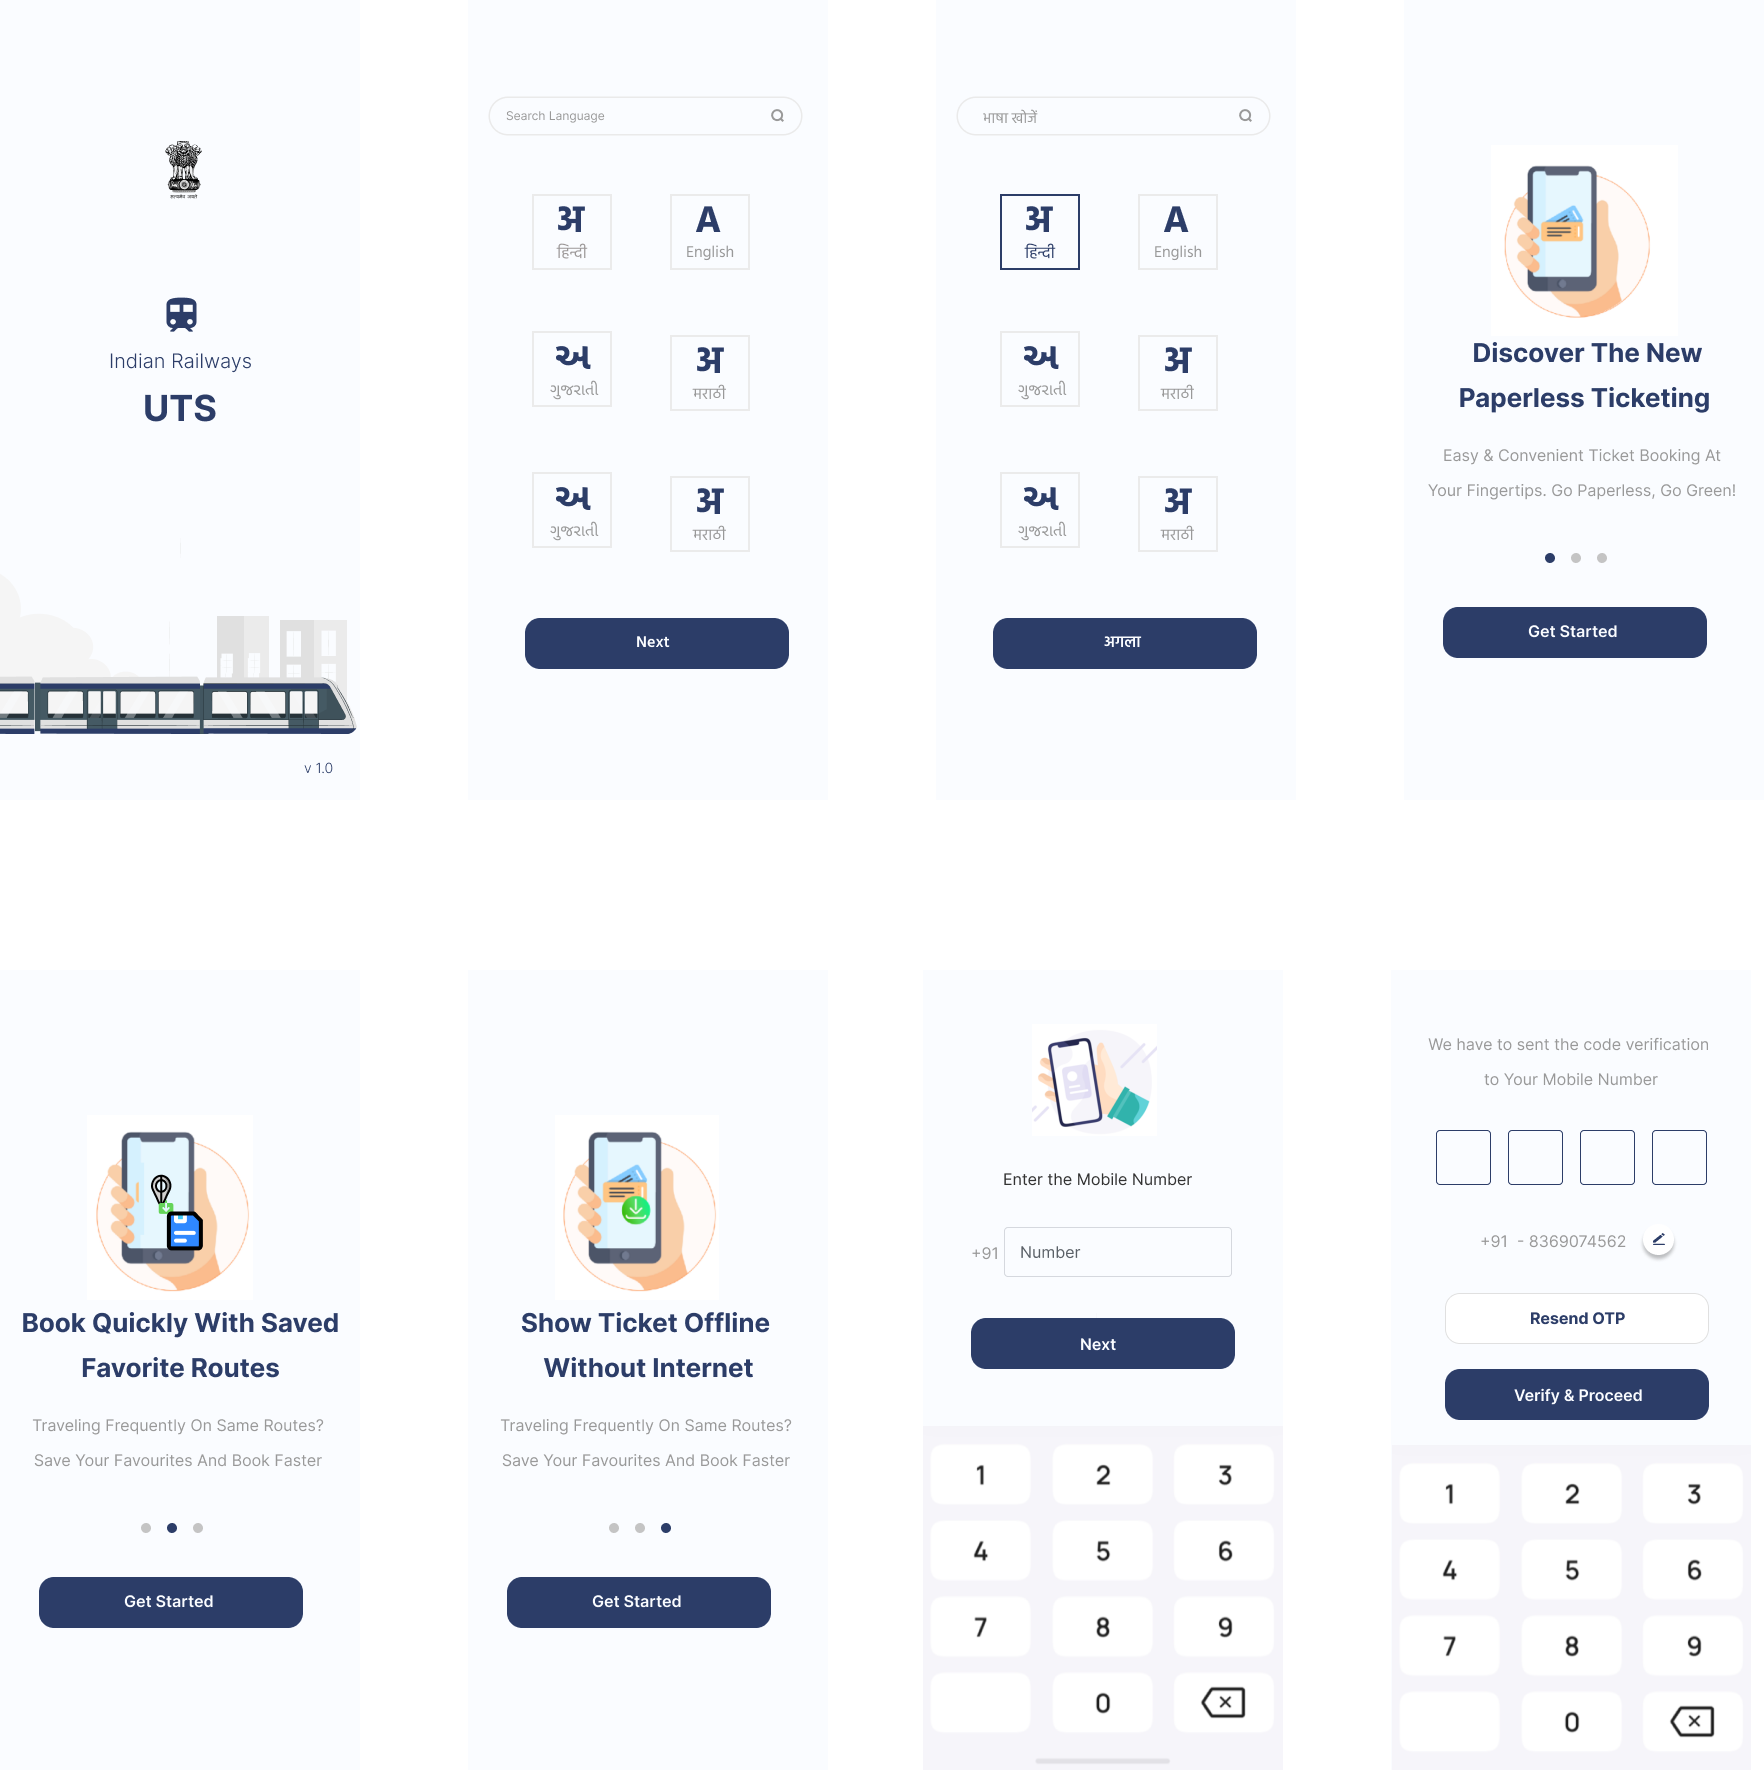 सत्यमेव जयते
Indian Railways
UTS
v 1.0
Search Language
अ
हिन्दी
A
English
અ
ગુજરાતી
अ
मराठी
અ
ગુજરાતી
अ
मराठी
Next
भाषा खोजें
अ
हिन्दी
A
English
અ
ગુજરાતી
अ
मराठी
અ
ગુજરાતી
अ
मराठी
अगला
Discover The New
Paperless Ticketing
Easy & Convenient Ticket Booking At
Your Fingertips. Go Paperless, Go Green!
Get Started
Book Quickly With Saved
Favorite Routes
Traveling Frequently On Same Routes?
Save Your Favourites And Book Faster
Get Started
Show Ticket Offline
Without Internet
Traveling Frequently On Same Routes?
Save Your Favourites And Book Faster
Get Started
Enter the Mobile Number
+91 Number
Next
1 2 3
4 5 6
7 8 9
0
We have to sent the code verification
to Your Mobile Number
+91 - 8369074562
Resend OTP
Verify & Proceed
1 2 3
4 5 6
7 8 9
0